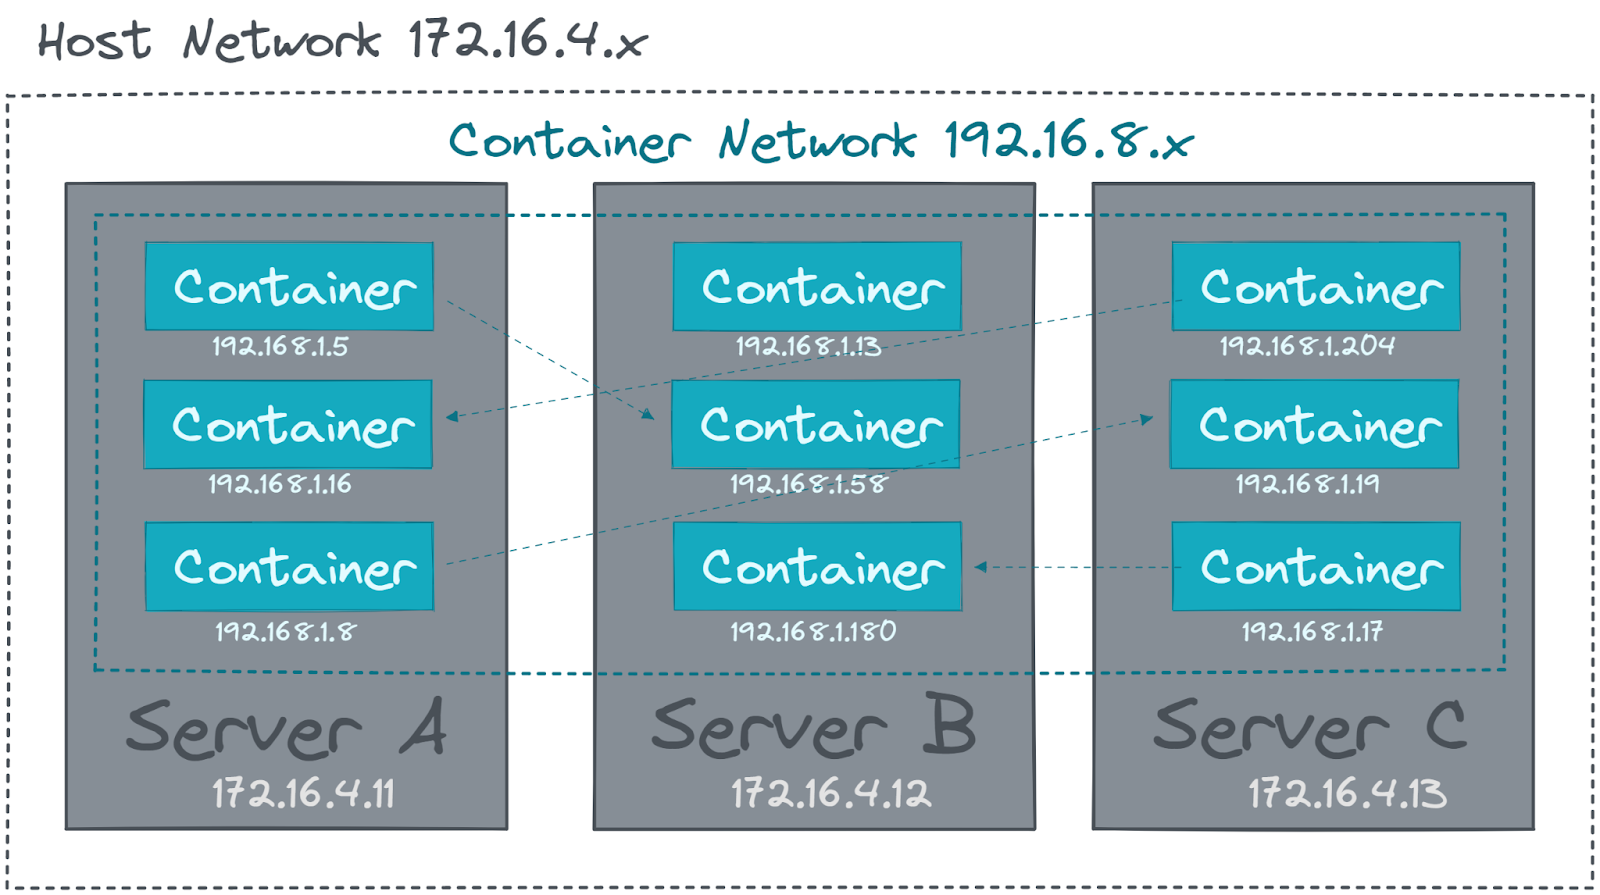 Host Network 172.16.4.x
Container Network 192.16.8.x
Container
192.168.1.5
Container
192.168.1.16
Container
192.168.1.8
Server A
172.16.4.11
Container
192.168.1.13
Container
192.168.1.58
Container
192.168.1.180
Server B
172.16.4.12
Container
192.168.1.204
Container
192.168.1.19
Container
192.168.1.17
Server C
172.16.4.13